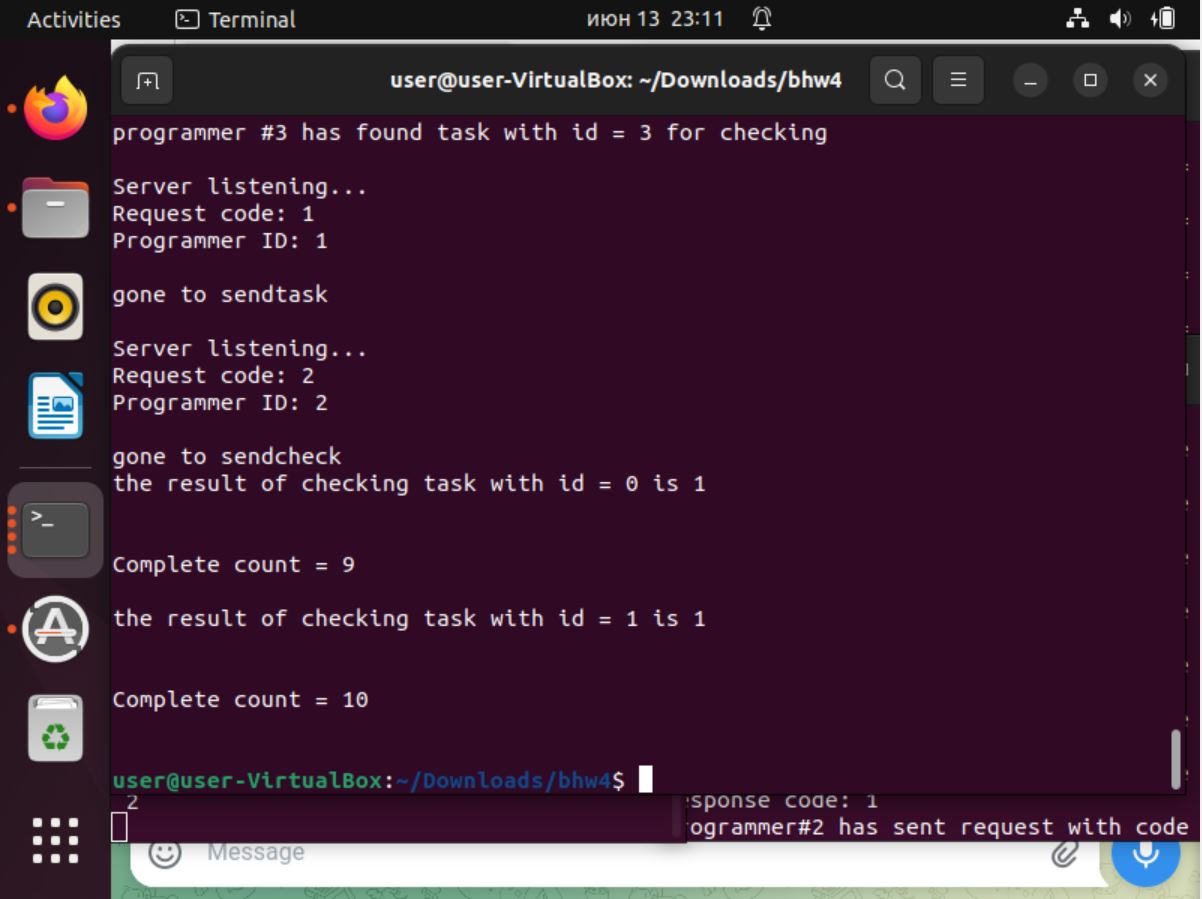 Activities
Terminal
июн 13 23:11
user@user-VirtualBox: ~/Downloads/bhw4
programmer #3 has found task with id = 3 for checking
Server listening...
Request code: 1
Programmer ID: 1
gone to sendtask
Server listening...
Request code: 2
Programmer ID: 2
gone to sendcheck
the result of checking task with id = 0 is 1
Complete count = 9
the result of checking task with id = 1 is 1
Complete count = 10
user@user-VirtualBox:~/Downloads/bhw4$
2
sponse code: 1
ogrammer#2 has sent request with code
Message